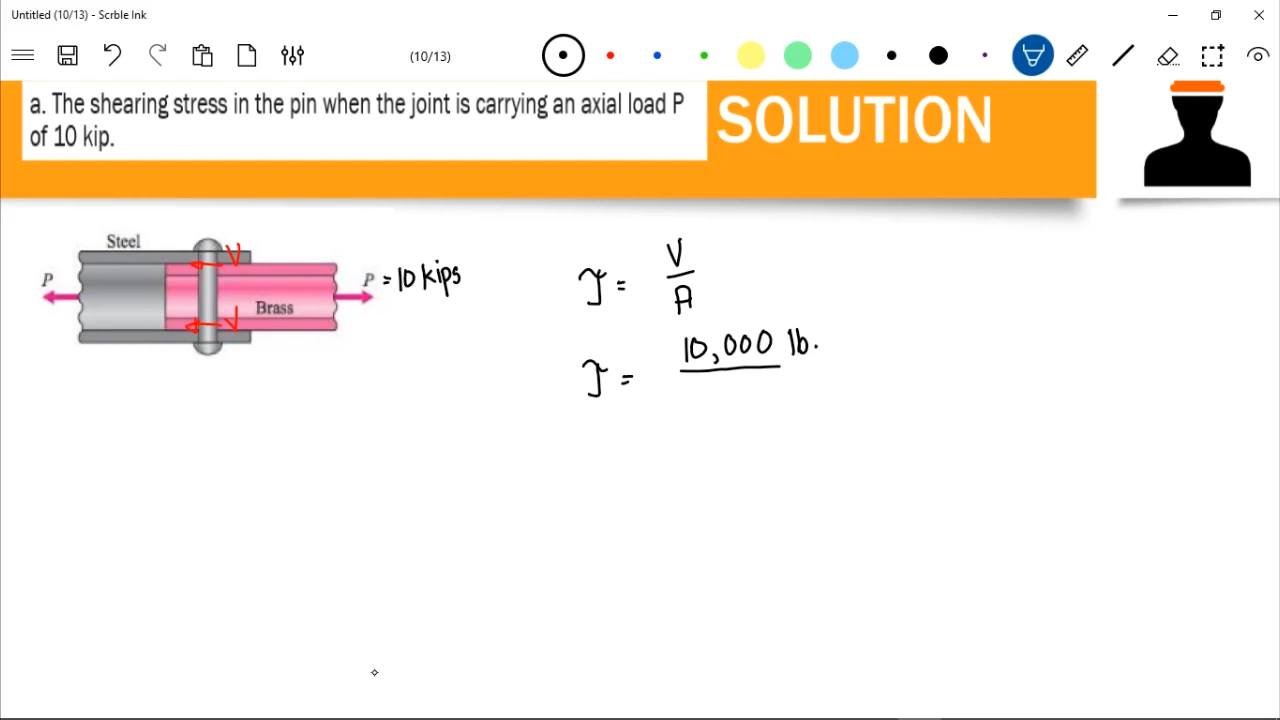 Untitled (10/13) - Scrble Ink
(10/13)
a. The shearing stress in the pin when the joint is carrying an axial load P
of 10 kip.
SOLUTION
Steel
V
P
P = 10 kips
Brass
V
τ = V
A
τ = 10,000 lb.